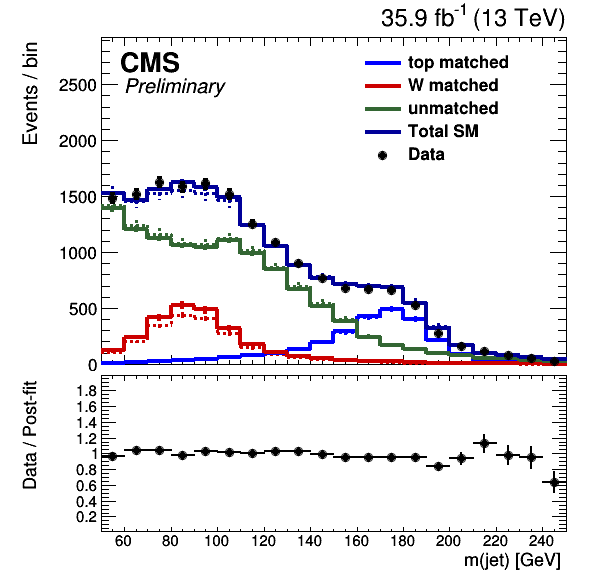 35.9 fb⁻¹ (13 TeV)
CMS
Preliminary
top matched
W matched
unmatched
Total SM
Data
Events / bin
2500
2000
1500
1000
500
0
Data / Post-fit
1.8
1.6
1.4
1.2
1
0.8
0.6
0.4
0.2
60 80 100 120 140 160 180 200 220 240
m(jet) [GeV]